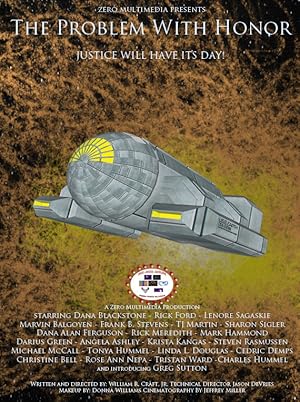 ZERO MULTIMEDIA PRESENTS
THE PROBLEM WITH HONOR
JUSTICE WILL HAVE ITS DAY!
A ZERO MULTIMEDIA PRODUCTION
STARRING DANA BLACKSTONE - RICK FORD - LENORE SAGASKIE
MARVIN BALGOYEN - FRANK B. STEVENS - TJ MARTIN - SHARON SIGLER
DANA ALAN FERGUSON - RICK MEREDITH - MARK HAMMOND
DARIUS GREEN - ANGELA ASHLEY - KRISTA KANGAS - STEVEN RASMUSSEN
MICHAEL MCCALL - TONYA HUMMEL - LINDA L. DOUGLAS - CEDRIC DEMPS
CHRISTINE BELL - ROSE ANN NEPA - TRISTAN WARD - CHARLES HUMMEL
AND INTRODUCING GREG SUTTON
WRITTEN AND DIRECTED BY: WILLIAM R. CRAFT, JR. TECHNICAL DIRECTOR JASON DEVRIES
MAKEUP BY: DONNA WILLIAMS CINEMATOGRAPHY BY JEFFREY MILLER